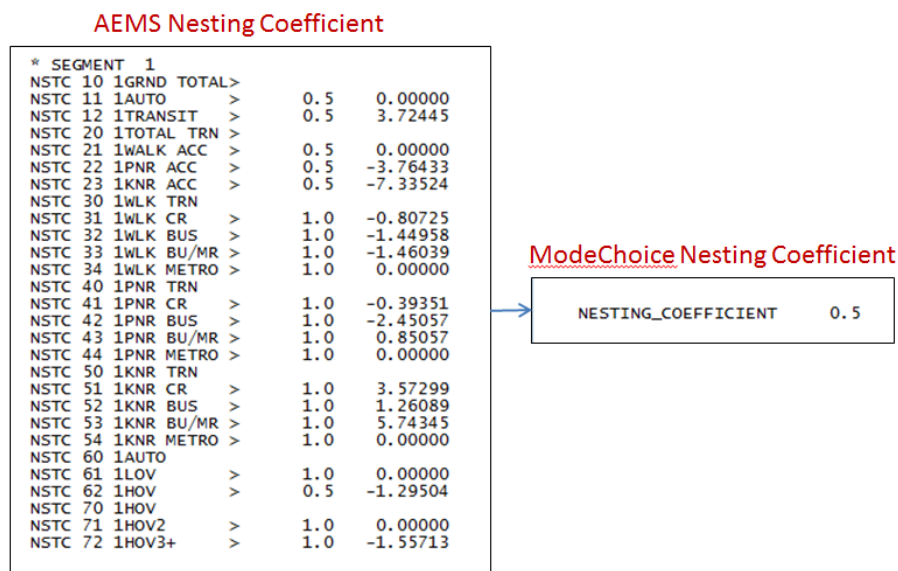 AEMS Nesting Coefficient
* SEGMENT  1
NSTC 10 1GRND TOTAL>
NSTC 11 1AUTO      >       0.5    0.00000
NSTC 12 1TRANSIT   >       0.5    3.72445
NSTC 20 1TOTAL TRN >
NSTC 21 1WALK ACC  >       0.5    0.00000
NSTC 22 1PNR ACC   >       0.5   -3.76433
NSTC 23 1KNR ACC   >       0.5   -7.33524
NSTC 30 1WLK TRN
NSTC 31 1WLK CR    >       1.0   -0.80725
NSTC 32 1WLK BUS   >       1.0   -1.44958
NSTC 33 1WLK BU/MR >       1.0   -1.46039
NSTC 34 1WLK METRO >       1.0    0.00000
NSTC 40 1PNR TRN
NSTC 41 1PNR CR    >       1.0   -0.39351
NSTC 42 1PNR BUS   >       1.0   -2.45057
NSTC 43 1PNR BU/MR >       1.0    0.85057
NSTC 44 1PNR METRO >       1.0    0.00000
NSTC 50 1KNR TRN
NSTC 51 1KNR CR    >       1.0    3.57299
NSTC 52 1KNR BUS   >       1.0    1.26089
NSTC 53 1KNR BU/MR >       1.0    5.74345
NSTC 54 1KNR METRO >       1.0    0.00000
NSTC 60 1AUTO
NSTC 61 1LOV       >       1.0    0.00000
NSTC 62 1HOV       >       0.5   -1.29504
NSTC 70 1HOV
NSTC 71 1HOV2      >       1.0    0.00000
NSTC 72 1HOV3+     >       1.0   -1.55713
ModeChoice Nesting Coefficient
NESTING_COEFFICIENT    0.5